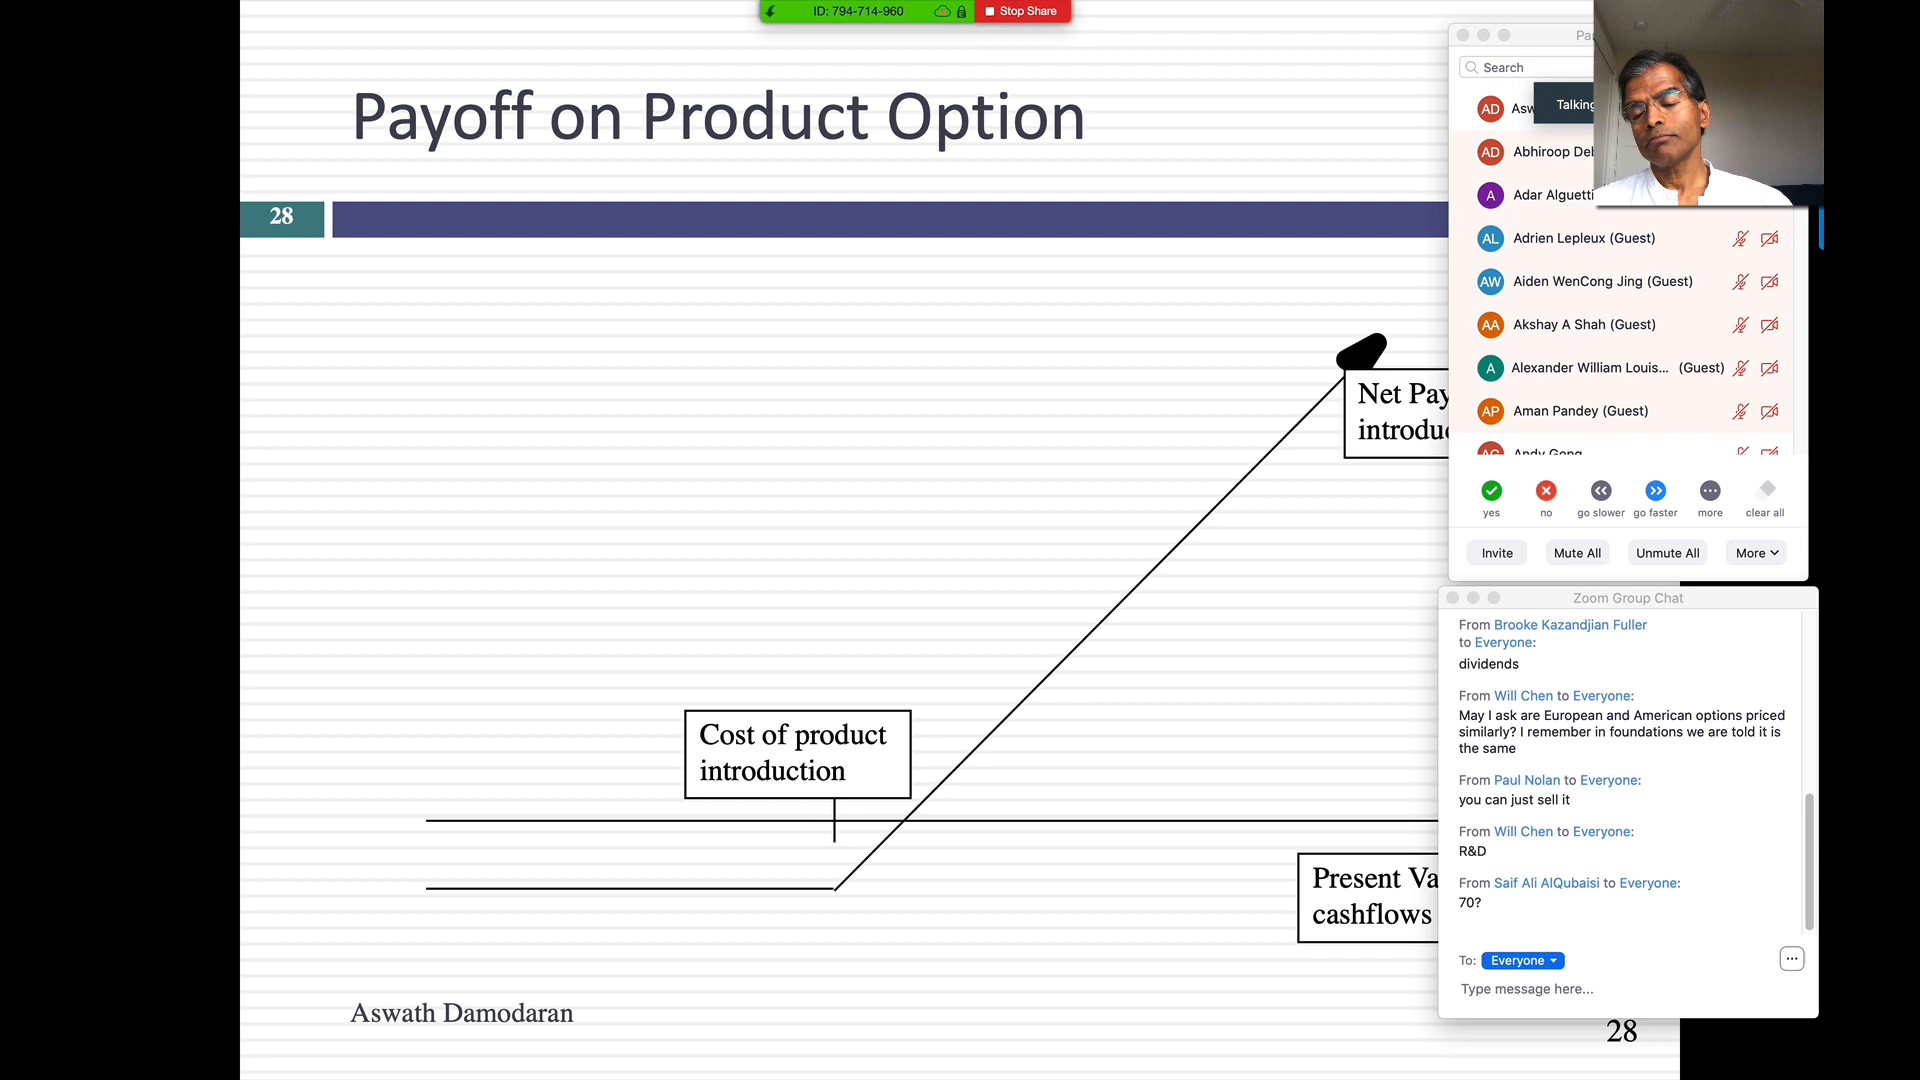 ID: 794-714-960
Stop Share
Payoff on Product Option
28
Net Pay
introdu
Cost of product
introduction
Present Va
cashflows
Aswath Damodaran
28
Search
AD Asw
Talking
AD Abhiroop Deb
A Adar Alguetti
AL Adrien Lepleux (Guest)
AW Aiden WenCong Jing (Guest)
AA Akshay A Shah (Guest)
A Alexander William Louis... (Guest)
AP Aman Pandey (Guest)
AG Andy Gong
yes no go slower go faster more clear all
Invite Mute All Unmute All More
Zoom Group Chat
From Brooke Kazandjian Fuller
to Everyone:
dividends
From Will Chen to Everyone:
May I ask are European and American options priced
similarly? I remember in foundations we are told it is
the same
From Paul Nolan to Everyone:
you can just sell it
From Will Chen to Everyone:
R&D
From Saif Ali AlQubaisi to Everyone:
70?
To: Everyone
Type message here...